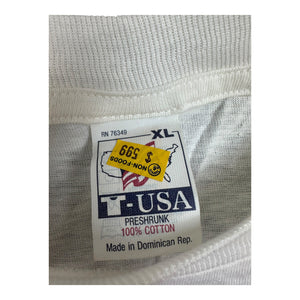 RN 76349
XL
NON-FOODS
$ 599
T-USA
PRESHRUNK
100% COTTON
Made in Dominican Rep.